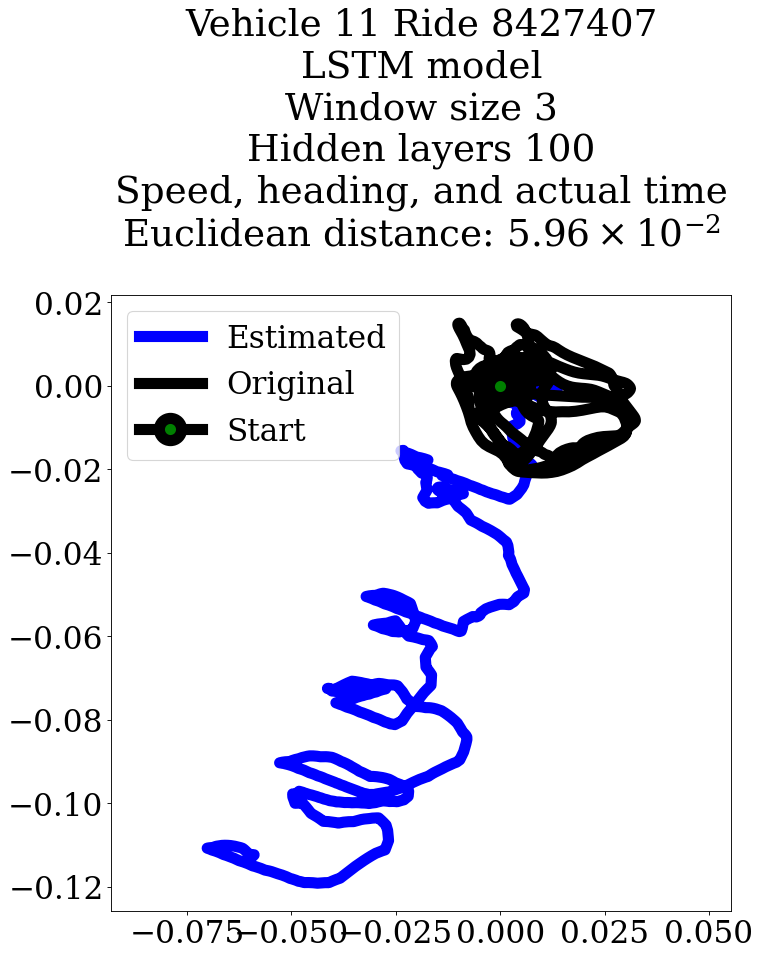 Vehicle 11 Ride 8427407
LSTM model
Window size 3
Hidden layers 100
Speed, heading, and actual time
Euclidean distance: 5.96 × 10⁻²
0.02
0.00
−0.02
−0.04
−0.06
−0.08
−0.10
−0.12
Estimated
Original
Start
−0.075 −0.050 −0.025 0.000 0.025 0.050